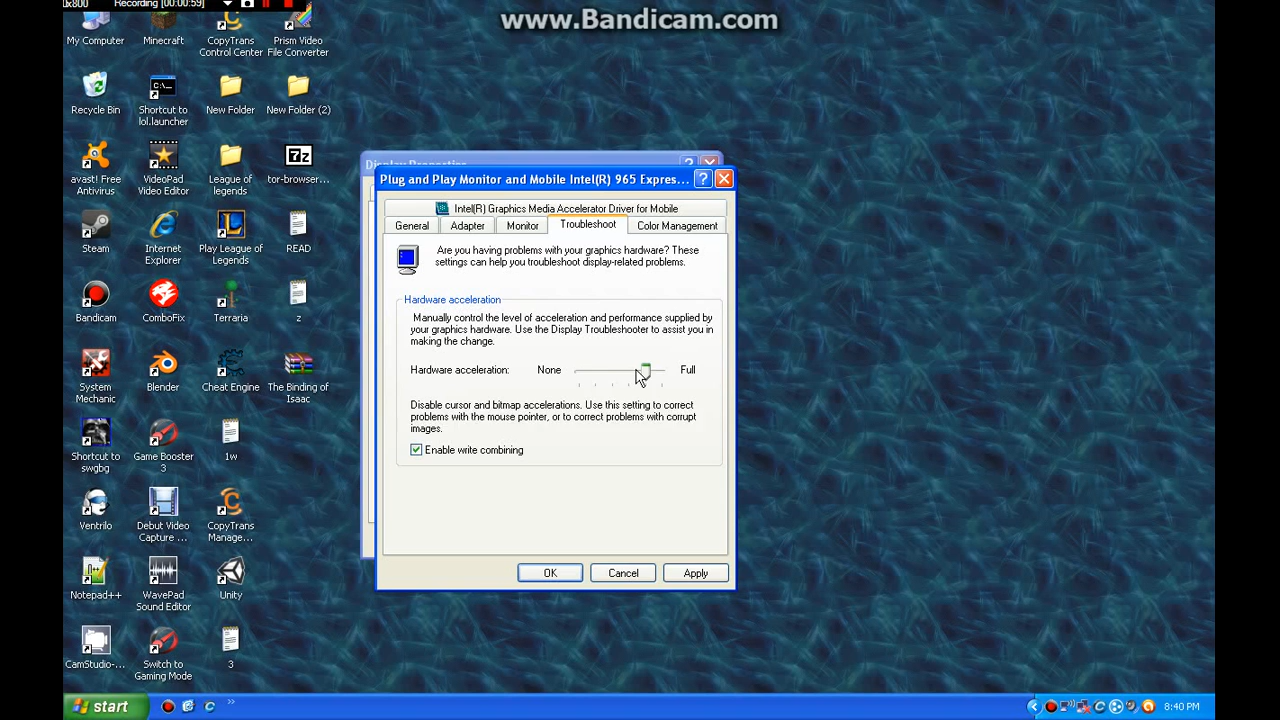 Recording [00:00:59]
www.Bandicam.com
My Computer
Minecraft
CopyTrans
Control Center
Prism Video
File Converter
Recycle Bin
Shortcut to
lol.launcher
New Folder
New Folder (2)
avast! Free
Antivirus
VideoPad
Video Editor
League of
legends
tor-browser...
Steam
Internet
Explorer
Play League of
Legends
READ
Bandicam
ComboFix
Terraria
z
System
Mechanic
Blender
Cheat Engine
The Binding of
Isaac
Shortcut to
swgbg
Game Booster
3
1w
Ventrilo
Debut Video
Capture ...
CopyTrans
Manage...
Notepad++
WavePad
Sound Editor
Unity
CamStudio-...
Switch to
Gaming Mode
3
Display Properties
Plug and Play Monitor and Mobile Intel(R) 965 Expres...
Intel(R) Graphics Media Accelerator Driver for Mobile
General
Adapter
Monitor
Troubleshoot
Color Management
Are you having problems with your graphics hardware? These
settings can help you troubleshoot display-related problems.
Hardware acceleration
Manually control the level of acceleration and performance supplied by
your graphics hardware. Use the Display Troubleshooter to assist you in
making the change.
Hardware acceleration:
None
Full
Disable cursor and bitmap accelerations. Use this setting to correct
problems with the mouse pointer, or to correct problems with corrupt
images.
Enable write combining
OK
Cancel
Apply
start
8:40 PM